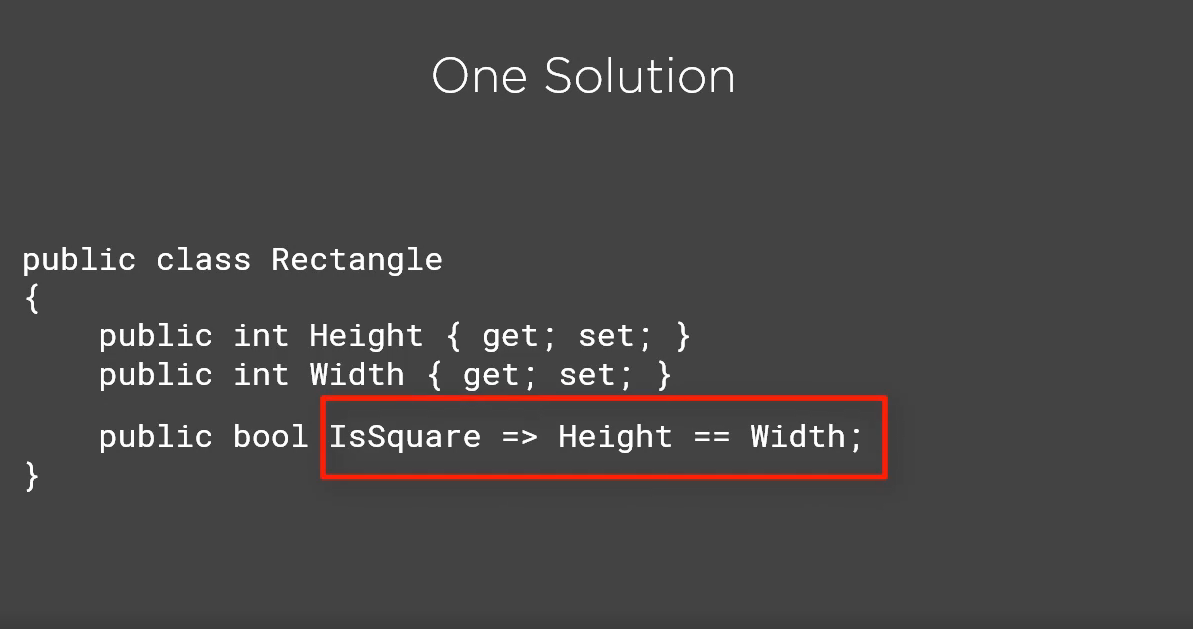 One Solution
public class Rectangle
{
    public int Height { get; set; }
    public int Width { get; set; }
    public bool IsSquare => Height == Width;
}